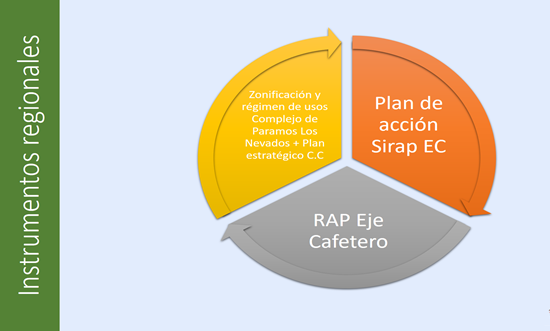 Instrumentos regionales
Zonificación y
régimen de usos
Complejo de
Paramos Los
Nevados + Plan
estratégico C.C
Plan de
acción
Sirap EC
RAP Eje
Cafetero